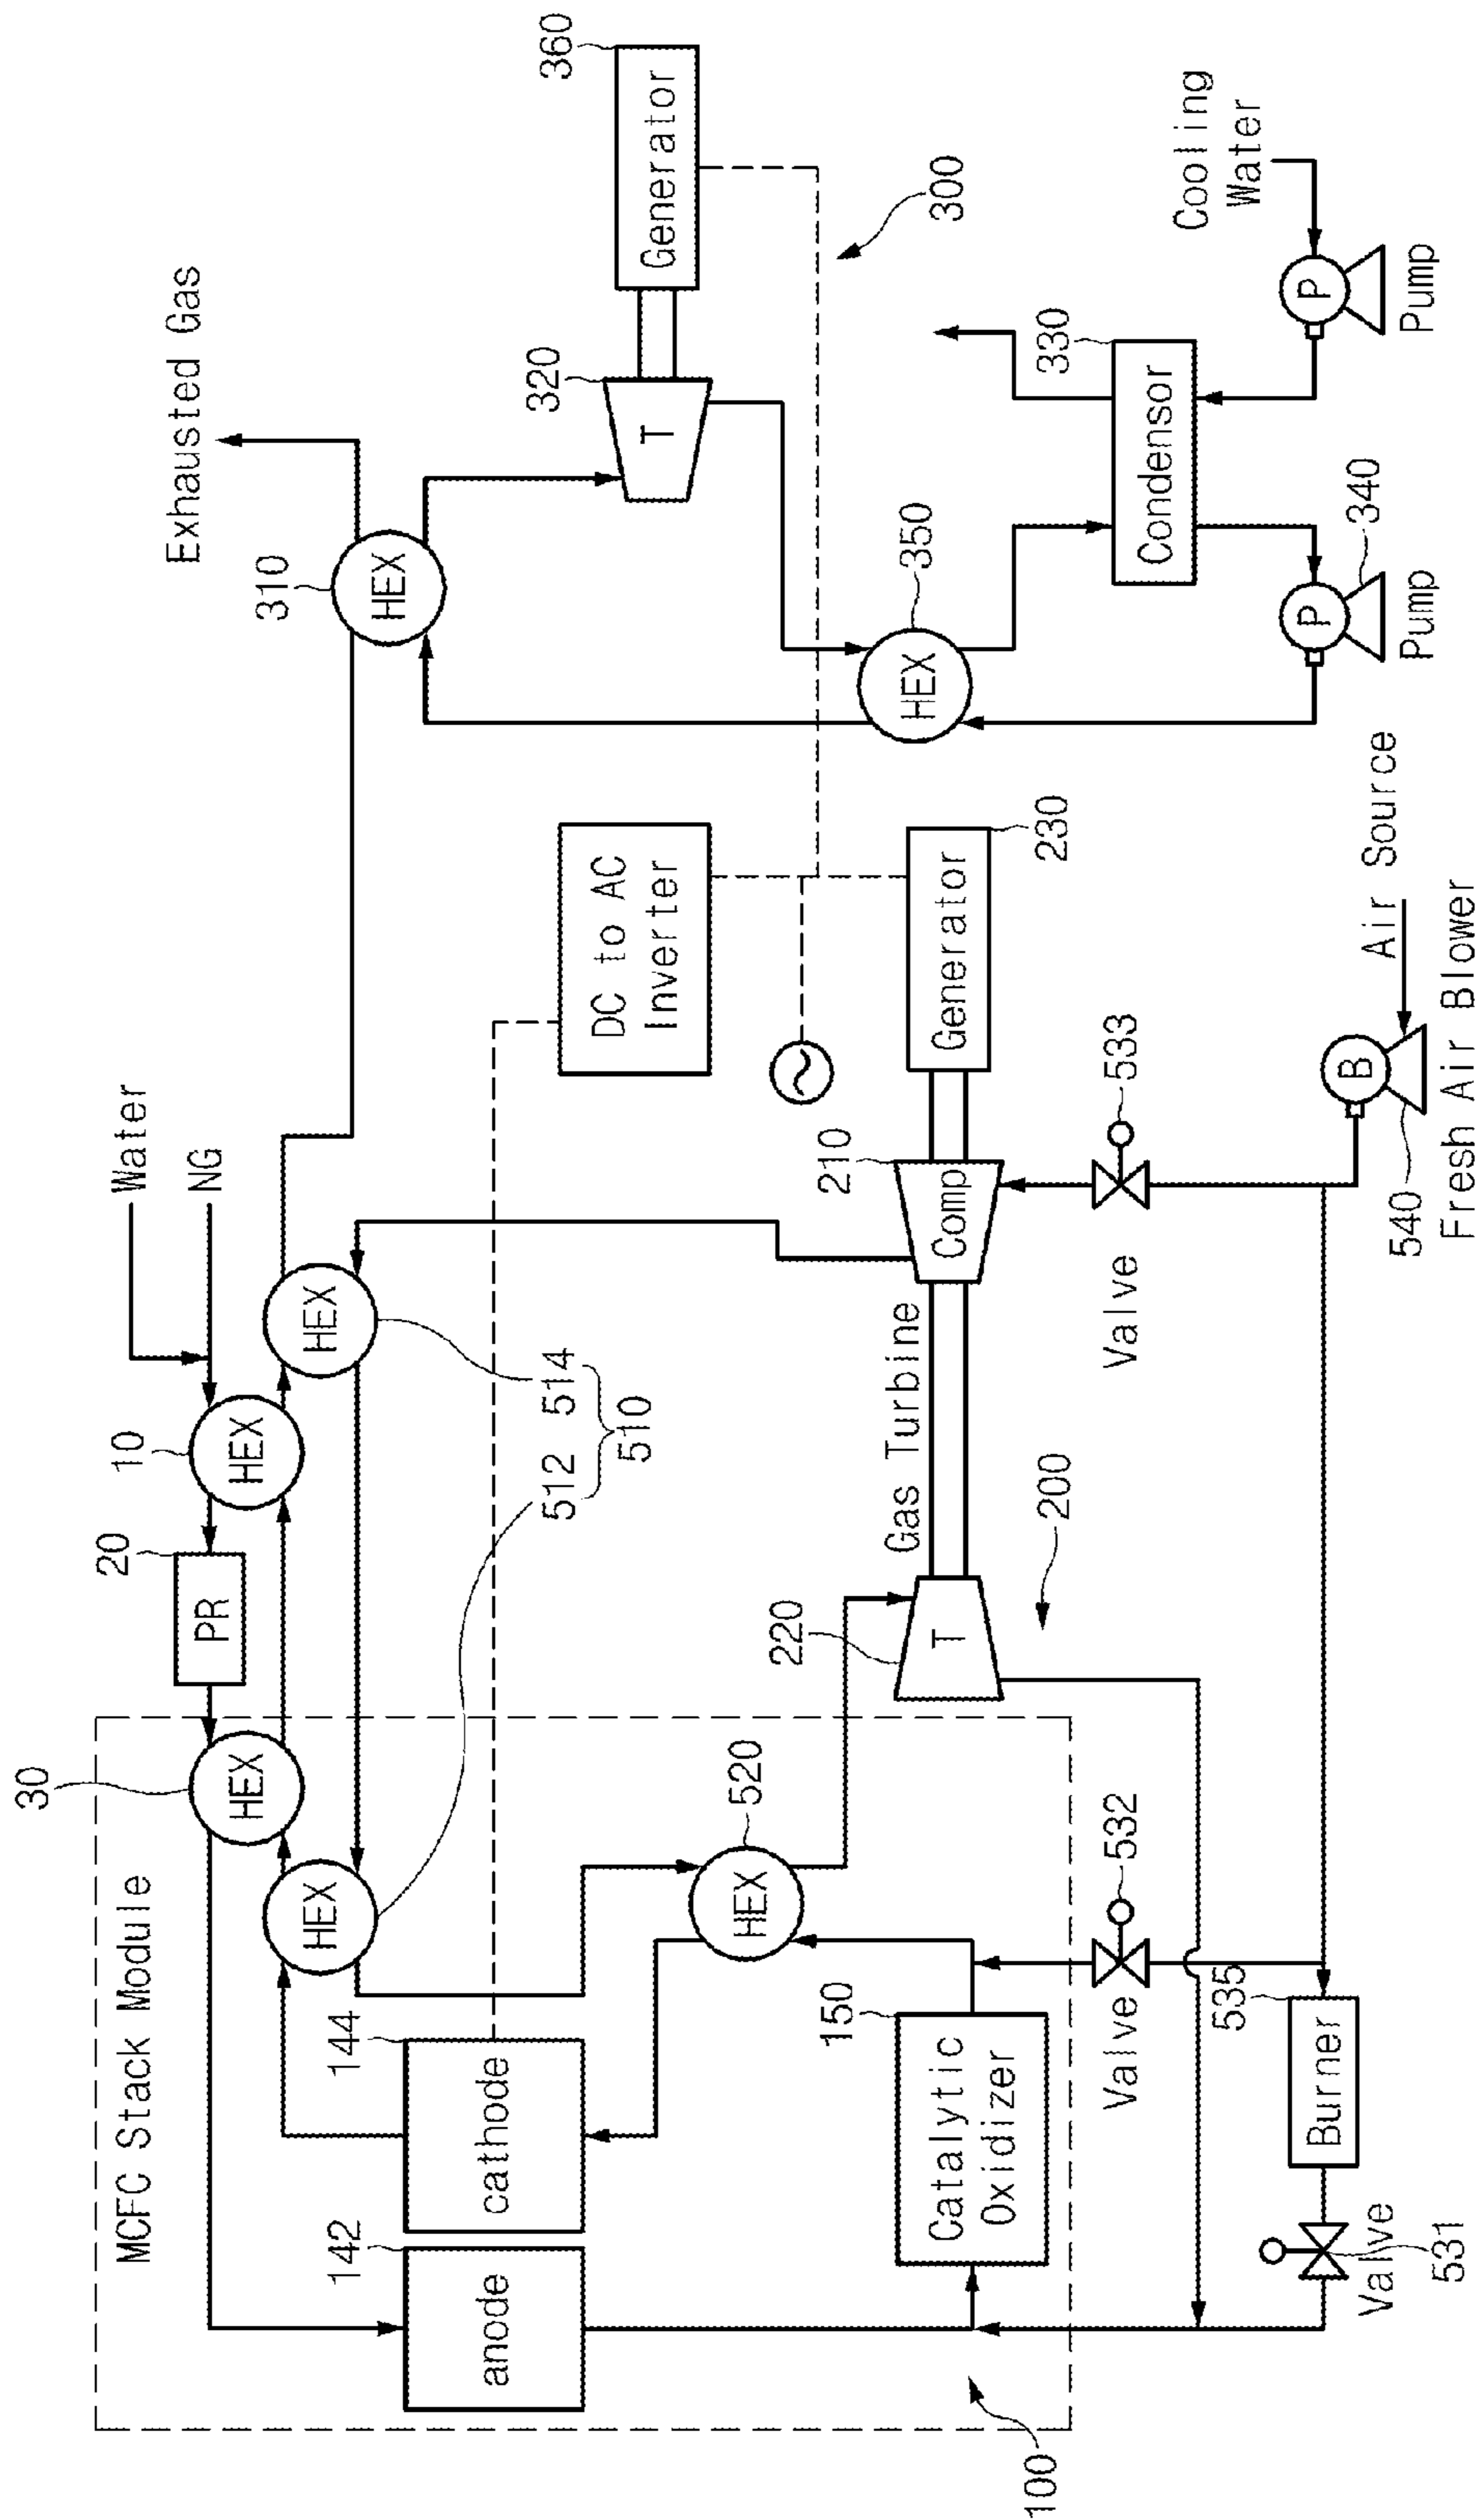 Water
NG
10
20
PR
30
HEX
HEX
HEX
HEX
MCFC Stack Module
Exhausted Gas
310
HEX
320
T
360
Generator
300
350
HEX
330
Condensor
Cooling
Water
P
Pump
340
P
Pump
DC to AC
Inverter
512 514
510
142
anode
144
cathode
520
HEX
150
Catalytic
Oxidizer
100
220
T
Gas Turbine
200
210
Comp
230
Generator
Valve
533
Valve
532
535
Burner
Valve
531
Air Source
B
540
Fresh Air Blower